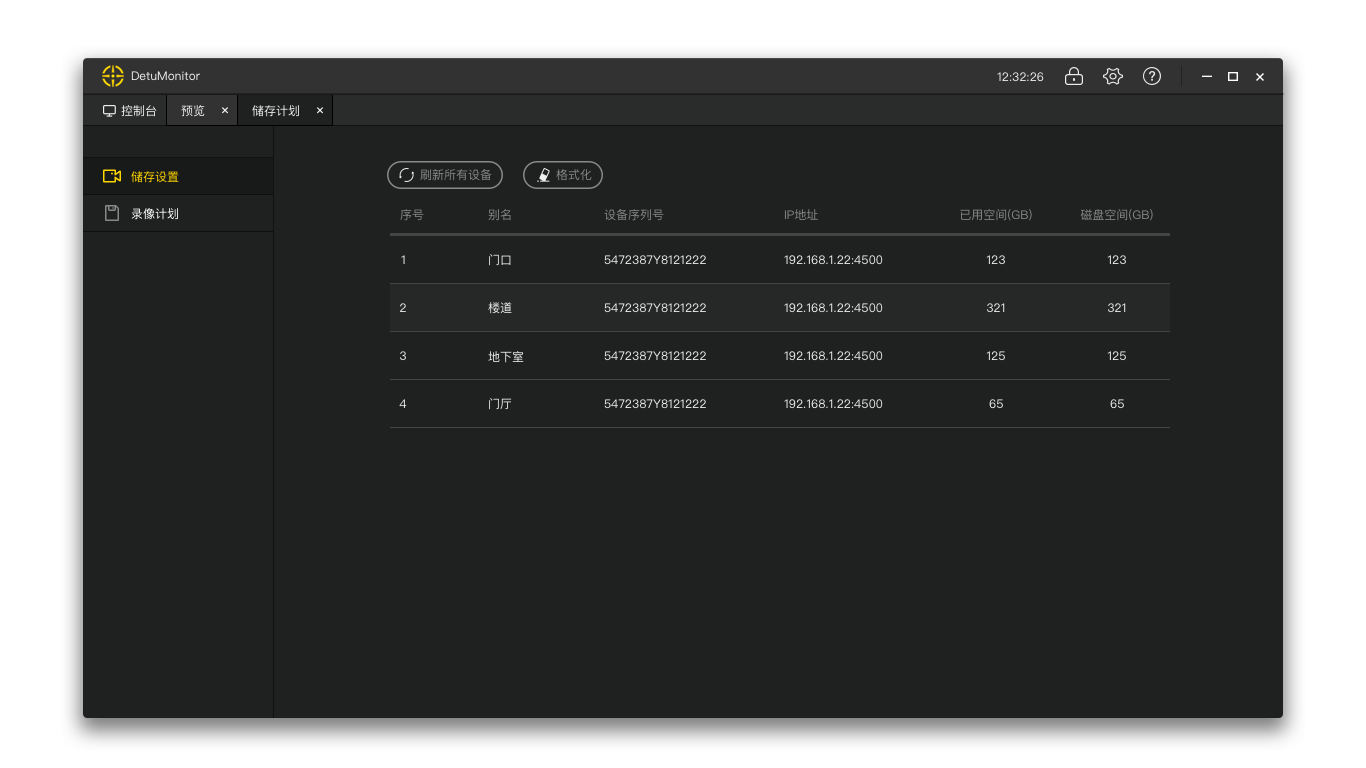 DetuMonitor 12:32:26
控制台 预览 储存计划
储存设置
录像计划
刷新所有设备 格式化
序号 别名 设备序列号 IP地址 已用空间(GB) 磁盘空间(GB)
1 门口 5472387Y8121222 192.168.1.22:4500 123 123
2 楼道 5472387Y8121222 192.168.1.22:4500 321 321
3 地下室 5472387Y8121222 192.168.1.22:4500 125 125
4 门厅 5472387Y8121222 192.168.1.22:4500 65 65